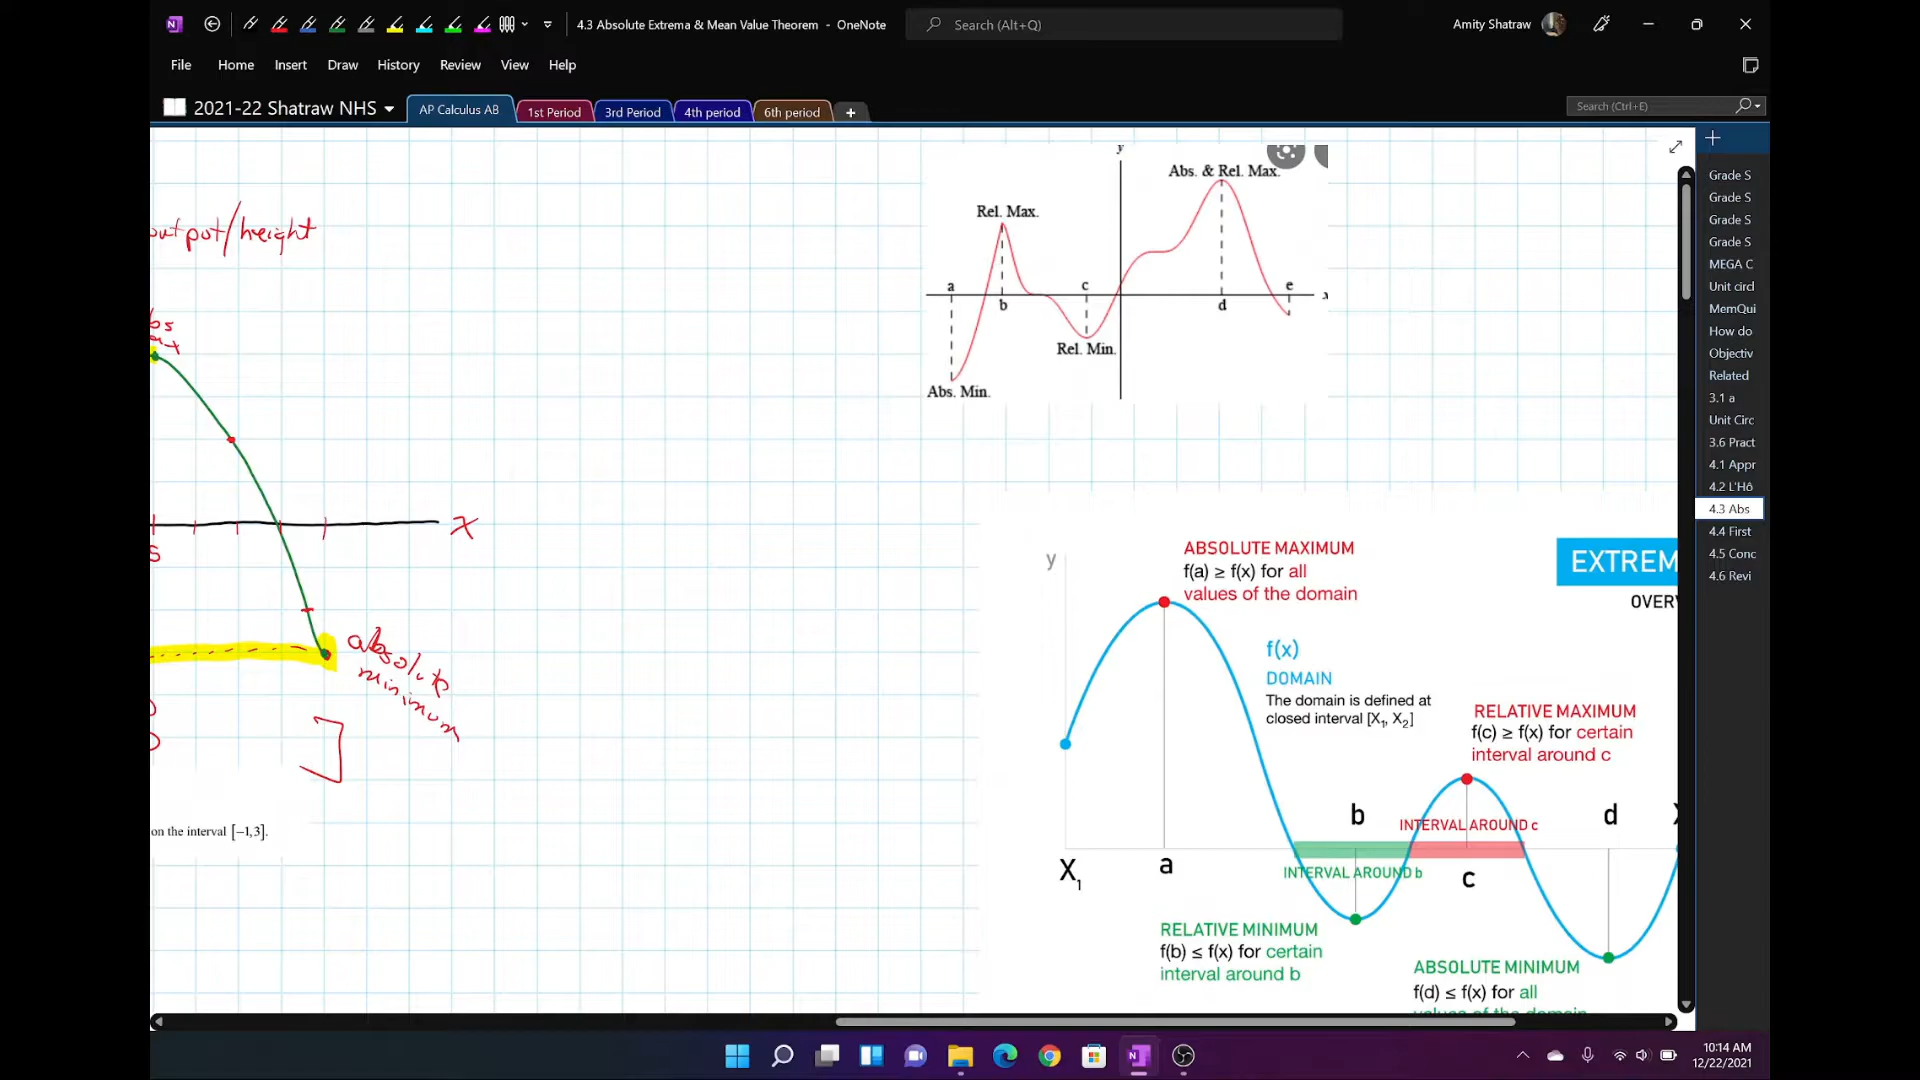 4.3 Absolute Extrema & Mean Value Theorem - OneNote
Search (Alt+Q)
Amity Shatraw
File Home Insert Draw History Review View Help
2021-22 Shatraw NHS
AP Calculus AB
1st Period
3rd Period
4th period
6th period
Search (Ctrl+E)
Grade S
Grade S
Grade S
Grade S
MEGA C
Unit circl
MemQui
How do
Objectiv
Related
3.1 a
Unit Circ
3.6 Pract
4.1 Appr
4.2 L'Hô
4.3 Abs
4.4 First
4.5 Conc
4.6 Revi
output/height
x
absolute
minimum
on the interval [−1,3].
y
Abs. & Rel. Max.
Rel. Max.
a
c
e
x
b
d
Rel. Min.
Abs. Min.
y
ABSOLUTE MAXIMUM
f(a) ≥ f(x) for all
values of the domain
EXTREM
OVER
f(x)
DOMAIN
The domain is defined at
closed interval [X₁, X₂]
RELATIVE MAXIMUM
f(c) ≥ f(x) for certain
interval around c
b
d
INTERVAL AROUND c
X₁
a
INTERVAL AROUND b
c
RELATIVE MINIMUM
f(b) ≤ f(x) for certain
interval around b
ABSOLUTE MINIMUM
f(d) ≤ f(x) for all
values of the domain
10:14 AM
12/22/2021